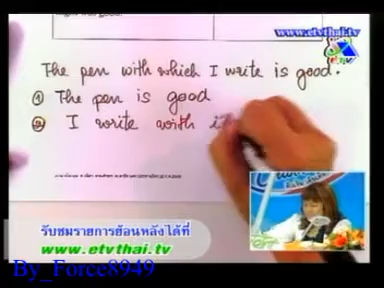 www.etvthai.tv
The pen with which I write is good.
① The pen is good
② I write with it
รับชมรายการย้อนหลังได้ที่
www.etvthai.tv
By_Force8949